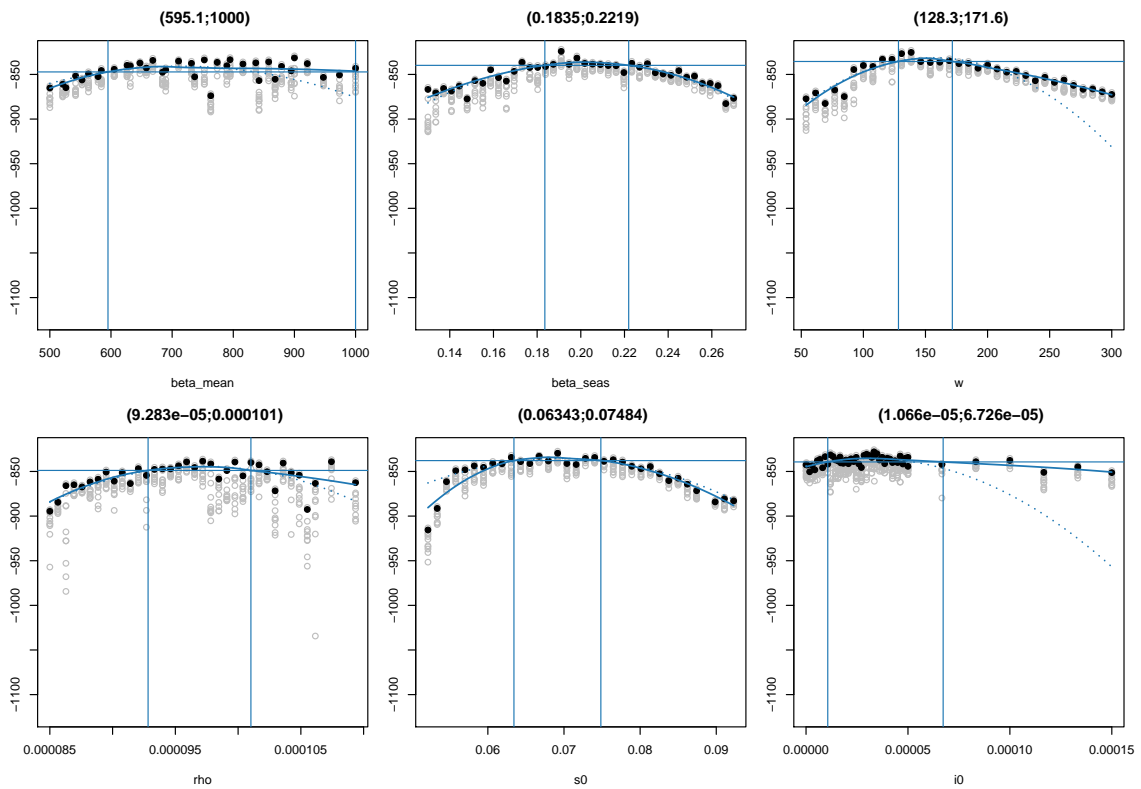 (595.1;1000)
(0.1835;0.2219)
(128.3;171.6)
−850
−900
−950
−1000
−1100
500 600 700 800 900 1000
beta_mean
−850
−900
−950
−1000
−1100
0.14 0.16 0.18 0.20 0.22 0.24 0.26
beta_seas
−850
−900
−950
−1000
−1100
50 100 150 200 250 300
w
(9.283e−05;0.000101)
(0.06343;0.07484)
(1.066e−05;6.726e−05)
−850
−900
−950
−1000
−1100
0.000085 0.000095 0.000105
rho
−850
−900
−950
−1000
−1100
0.06 0.07 0.08 0.09
s0
−850
−900
−950
−1000
−1100
0.00000 0.00005 0.00010 0.00015
i0